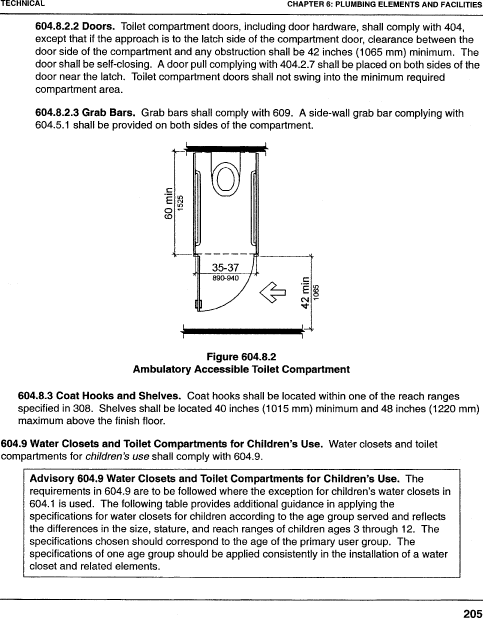 TECHNICAL CHAPTER 6: PLUMBING ELEMENTS AND FACILITIES
604.8.2.2 Doors. Toilet compartment doors, including door hardware, shall comply with 404,
except that if the approach is to the latch side of the compartment door, clearance between the
door side of the compartment and any obstruction shall be 42 inches (1065 mm) minimum. The
door shall be self-closing. A door pull complying with 404.2.7 shall be placed on both sides of the
door near the latch. Toilet compartment doors shall not swing into the minimum required
compartment area.
604.8.2.3 Grab Bars. Grab bars shall comply with 609. A side-wall grab bar complying with
604.5.1 shall be provided on both sides of the compartment.
60 min
1525
35-37
890-940
42 min
1065
Figure 604.8.2
Ambulatory Accessible Toilet Compartment
604.8.3 Coat Hooks and Shelves. Coat hooks shall be located within one of the reach ranges
specified in 308. Shelves shall be located 40 inches (1015 mm) minimum and 48 inches (1220 mm)
maximum above the finish floor.
604.9 Water Closets and Toilet Compartments for Children's Use. Water closets and toilet
compartments for children's use shall comply with 604.9.
Advisory 604.9 Water Closets and Toilet Compartments for Children's Use. The
requirements in 604.9 are to be followed where the exception for children's water closets in
604.1 is used. The following table provides additional guidance in applying the
specifications for water closets for children according to the age group served and reflects
the differences in the size, stature, and reach ranges of children ages 3 through 12. The
specifications chosen should correspond to the age of the primary user group. The
specifications of one age group should be applied consistently in the installation of a water
closet and related elements.
205